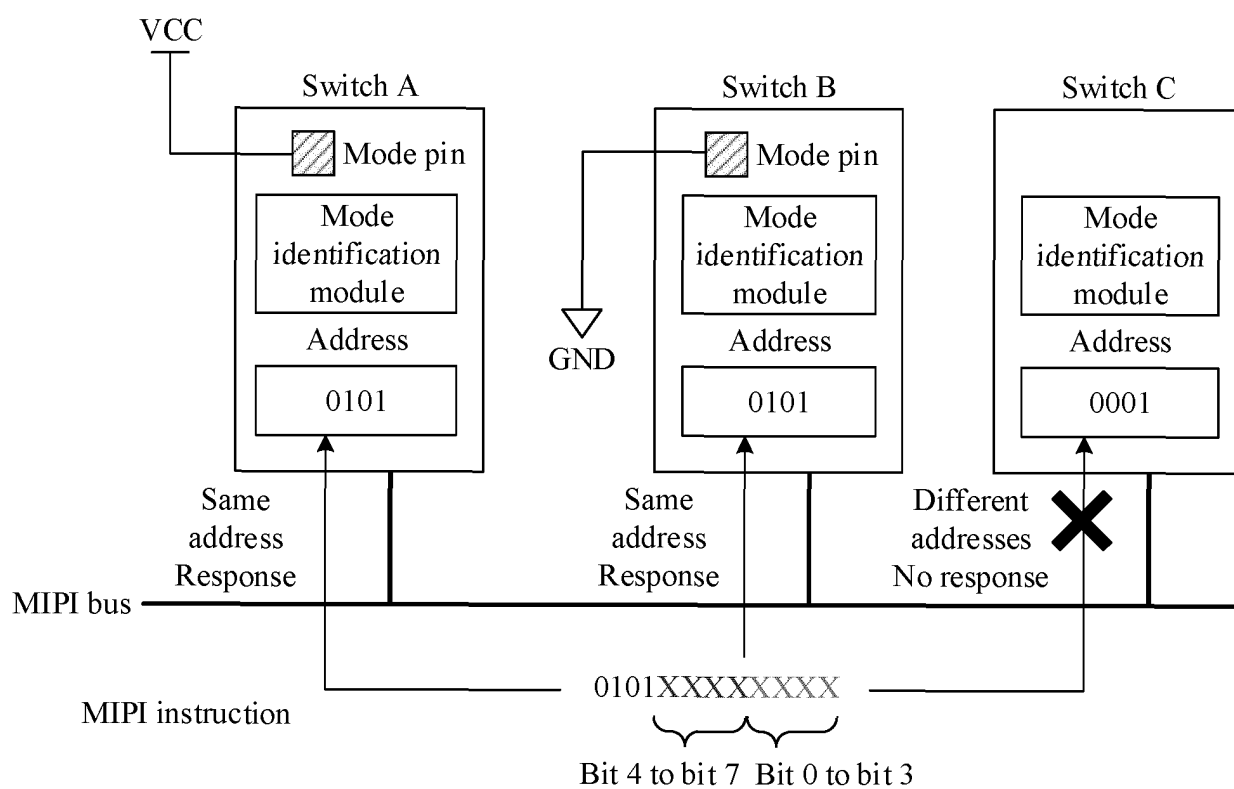 VCC
Switch A
Switch B
Switch C
Mode pin
Mode pin
Mode
identification
module
Mode
identification
module
Mode
identification
module
GND
Address
Address
Address
0101
0101
0001
Same
address
Response
Same
address
Response
Different
addresses
No response
MIPI bus
0101XXXXXXXX
MIPI instruction
Bit 4 to bit 7
Bit 0 to bit 3